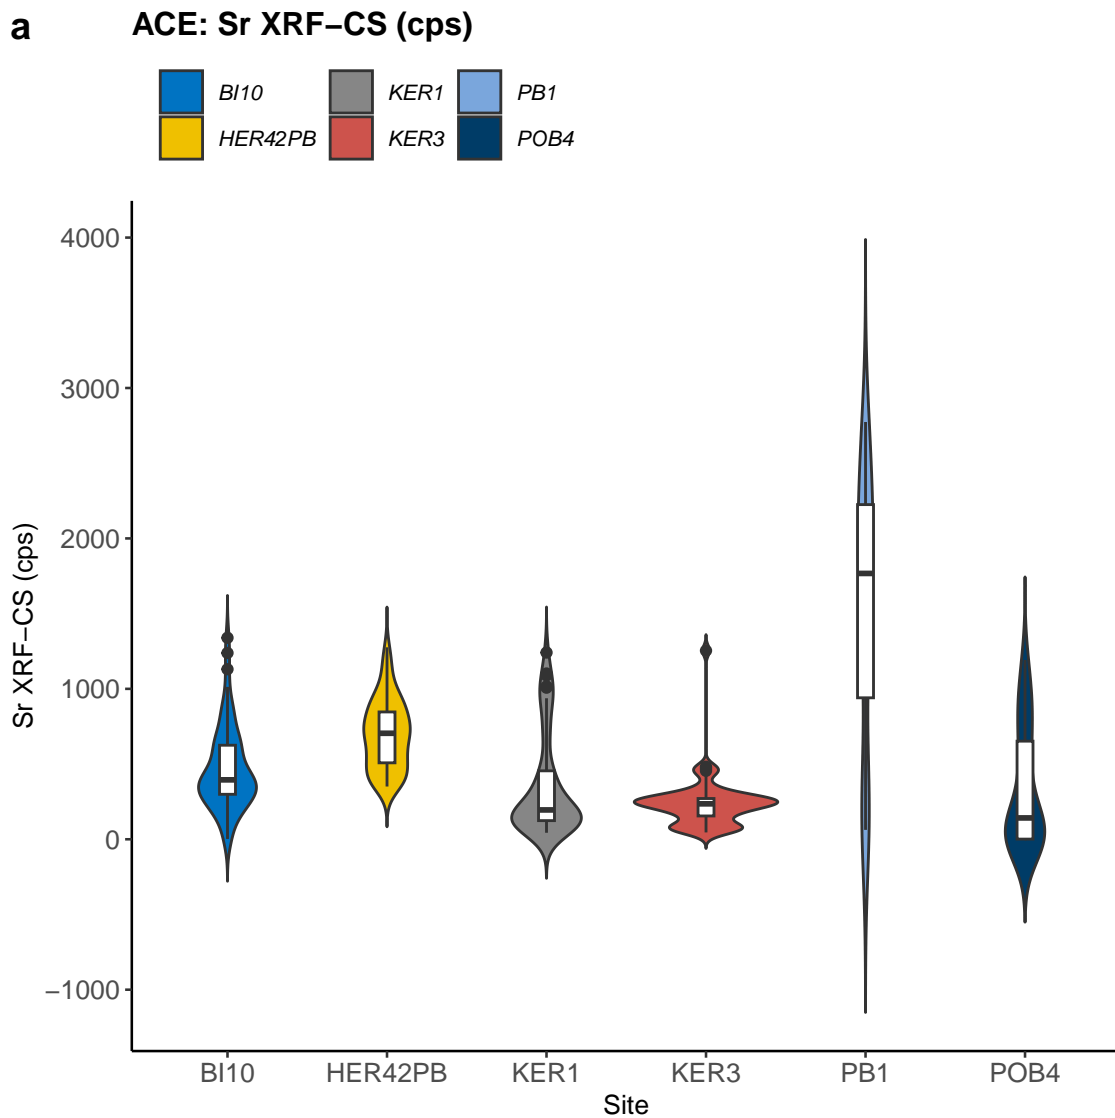 a
ACE: Sr XRF−CS (cps)
BI10 KER1 PB1
HER42PB KER3 POB4
4000
3000
2000
1000
0
−1000
Sr XRF−CS (cps)
BI10 HER42PB KER1 KER3 PB1 POB4
Site